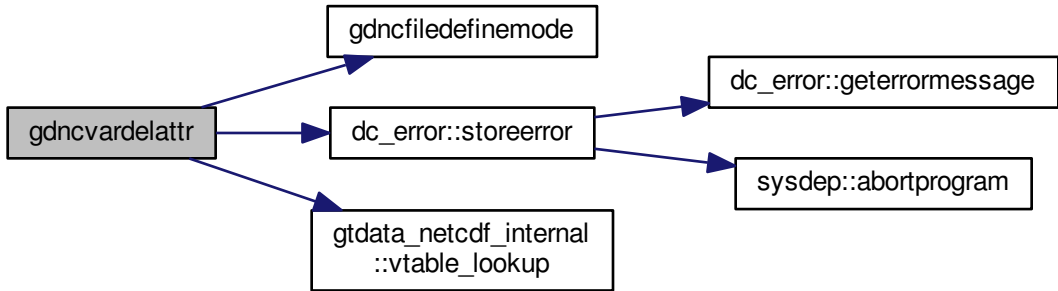 gdncvardelattr
gdncfiledefinemode
dc_error::storeerror
gtdata_netcdf_internal
::vtable_lookup
dc_error::geterrormessage
sysdep::abortprogram